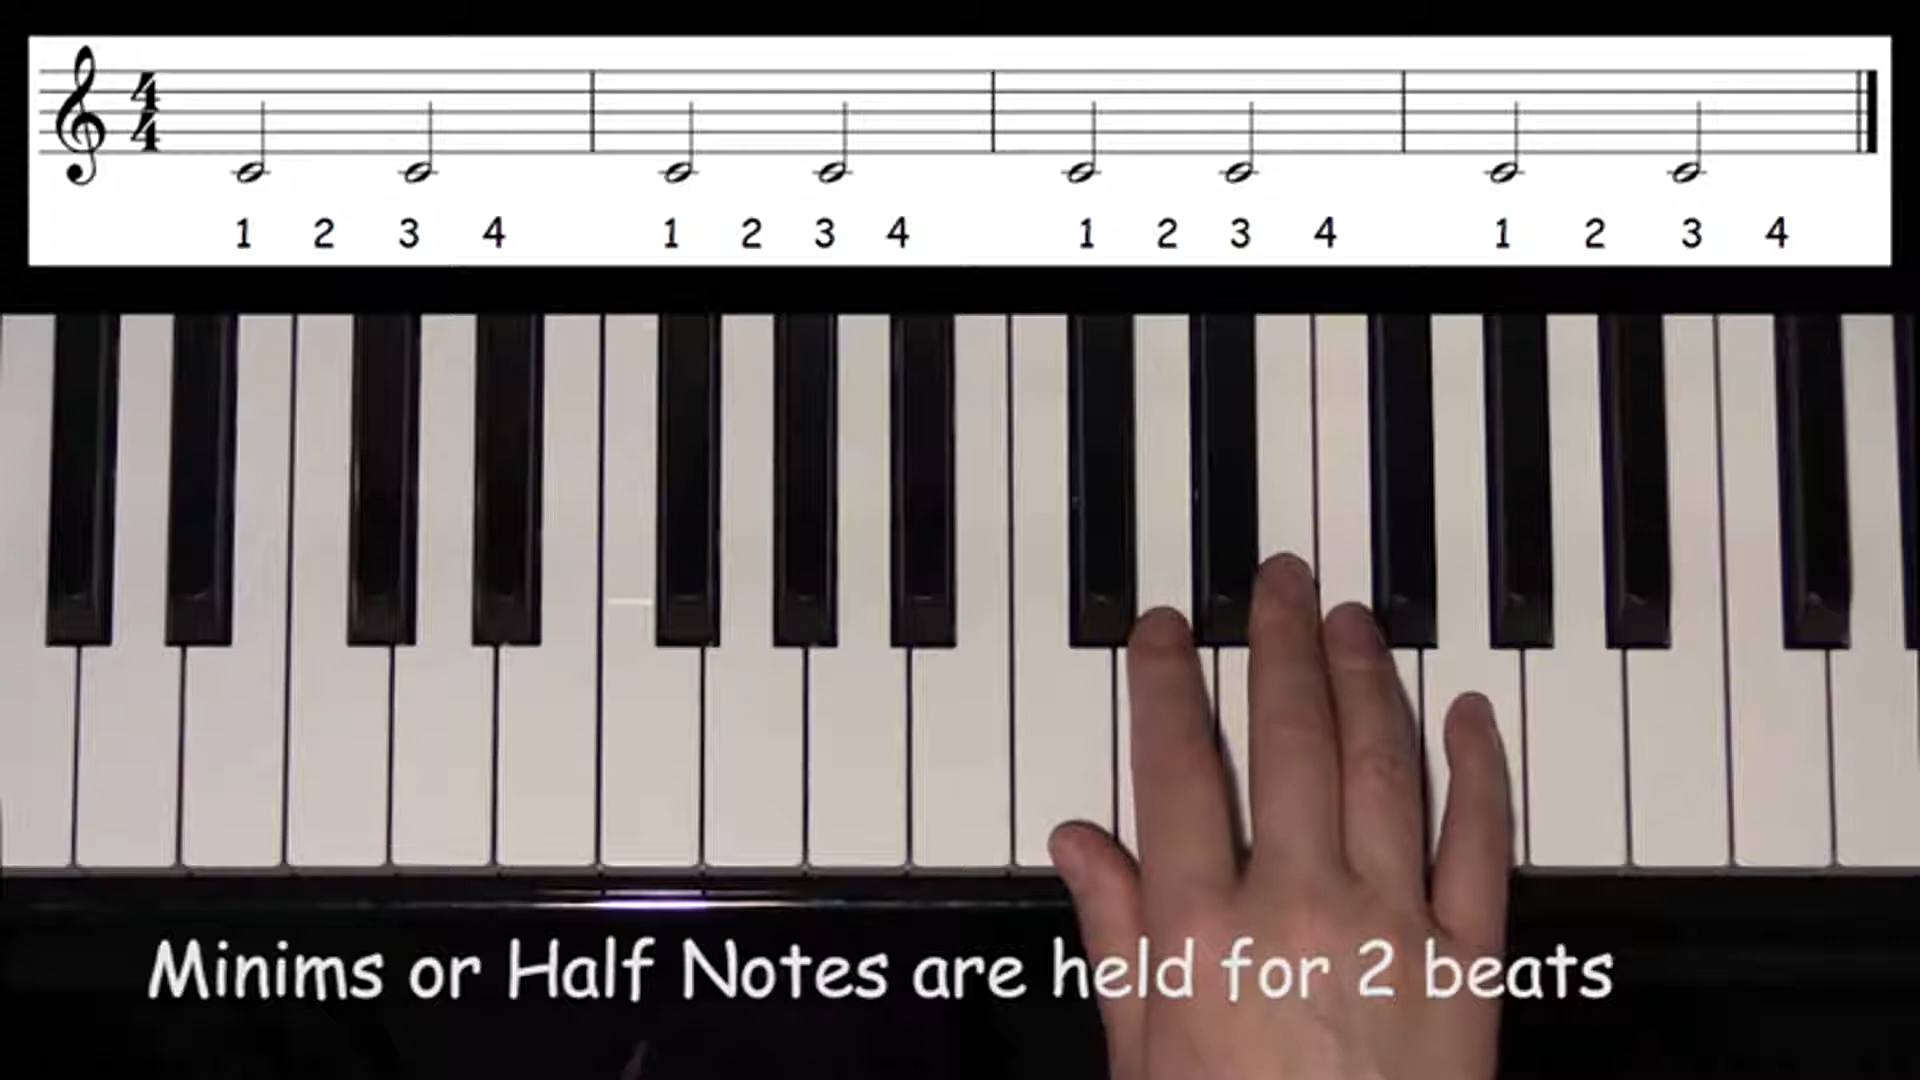 4
4
1 2 3 4 1 2 3 4 1 2 3 4 1 2 3 4
Minims or Half Notes are held for 2 beats